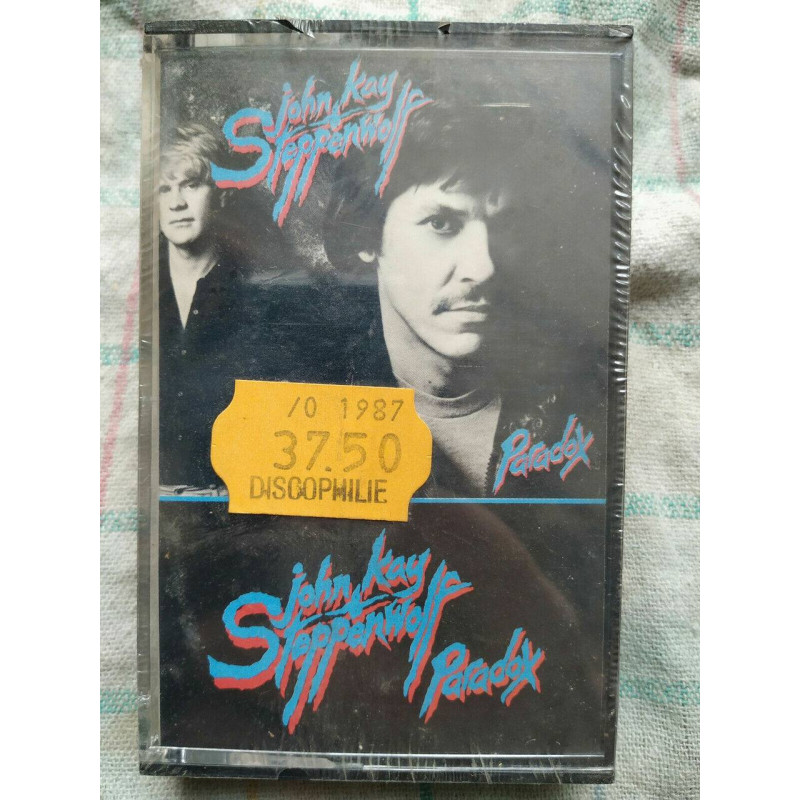 John Kay
Steppenwolf
/0 1987
37.50
DISCOPHILIE
Paradox
John Kay
Steppenwolf
Paradox